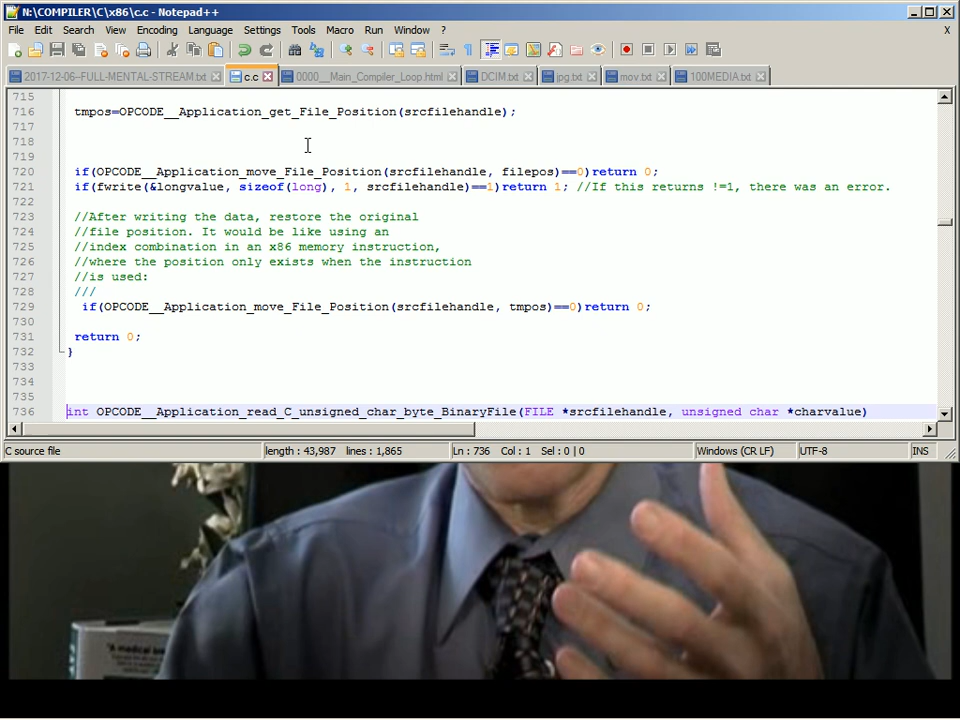 N:\COMPILER\C\x86\c.c - Notepad++
File Edit Search View Encoding Language Settings Tools Macro Run Window ? X
2017-12-06--FULL-MENTAL-STREAM.txt c.c 0000__Main_Compiler_Loop.html DCIM.txt jpg.txt mov.txt 100MEDIA.txt
715
716 tmpos=OPCODE__Application_get_File_Position(srcfilehandle);
717
718
719
720 if(OPCODE__Application_move_File_Position(srcfilehandle, filepos)==0)return 0;
721 if(fwrite(&longvalue, sizeof(long), 1, srcfilehandle)==1)return 1; //If this returns !=1, there was an error.
722
723 //After writing the data, restore the original
724 //file position. It would be like using an
725 //index combination in an x86 memory instruction,
726 //where the position only exists when the instruction
727 //is used:
728 ///
729 if(OPCODE__Application_move_File_Position(srcfilehandle, tmpos)==0)return 0;
730
731 return 0;
732 }
733
734
735
736 int OPCODE__Application_read_C_unsigned_char_byte_BinaryFile(FILE *srcfilehandle, unsigned char *charvalue)
C source file length : 43,987 lines : 1,865 Ln : 736 Col : 1 Sel : 0 | 0 Windows (CR LF) UTF-8 INS
"A medical